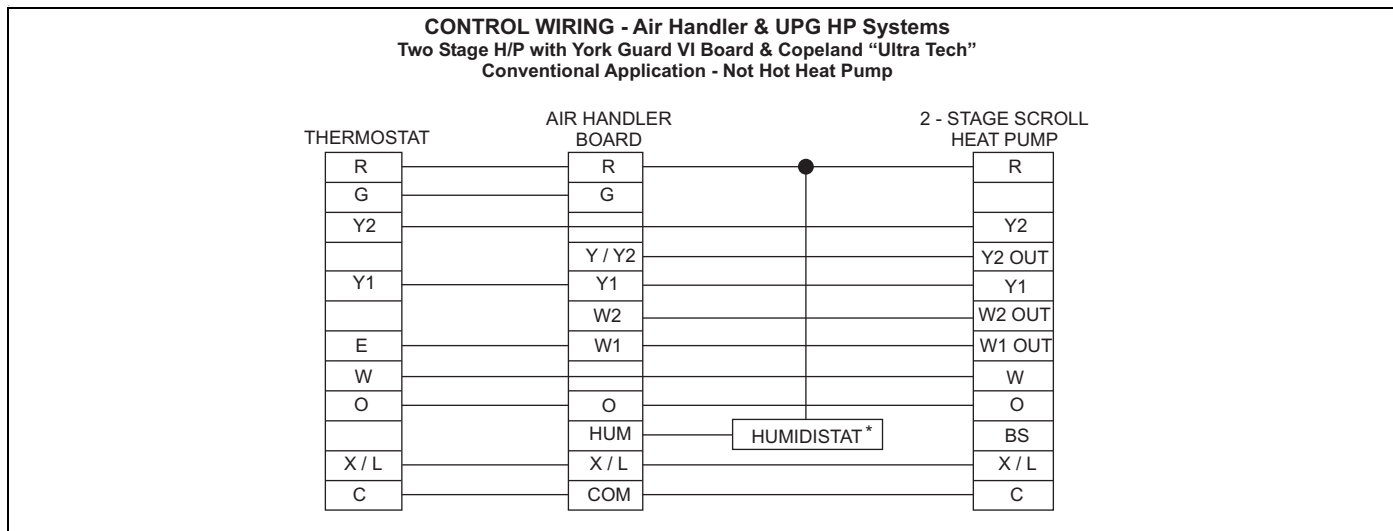 CONTROL WIRING - Air Handler & UPG HP Systems
Two Stage H/P with York Guard VI Board & Copeland “Ultra Tech”
Conventional Application - Not Hot Heat Pump
THERMOSTAT
AIR HANDLER
BOARD
2 - STAGE SCROLL
HEAT PUMP
R R R
G G
Y2 Y2
Y / Y2 Y2 OUT
Y1 Y1 Y1
W2 W2 OUT
E W1 W1 OUT
W W
O O O
HUM HUMIDISTAT * BS
X / L X / L X / L
C COM C